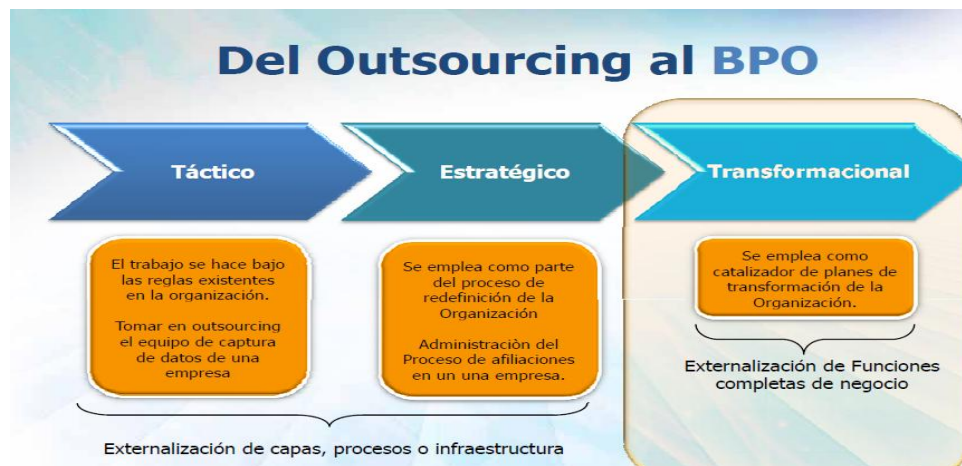 Del Outsourcing al BPO
Táctico
Estratégico
Transformacional
El trabajo se hace bajo
las reglas existentes
en la organización.
Tomar en outsourcing
el equipo de captura
de datos de una
empresa
Se emplea como parte
del proceso de
redefinición de la
Organización
Administraciòn del
Proceso de afiliaciones
en un una empresa.
Se emplea como
catalizador de planes de
transformación de la
Organización.
Externalización de Funciones
completas de negocio
Externalización de capas, procesos o infraestructura